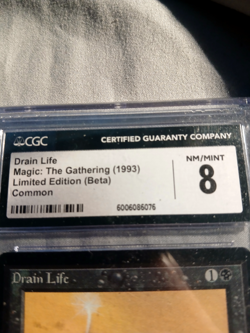 CGC CERTIFIED GUARANTY COMPANY
Drain Life
Magic: The Gathering (1993)
Limited Edition (Beta)
Common
NM/MINT
8
6006086076
Drain Life 1